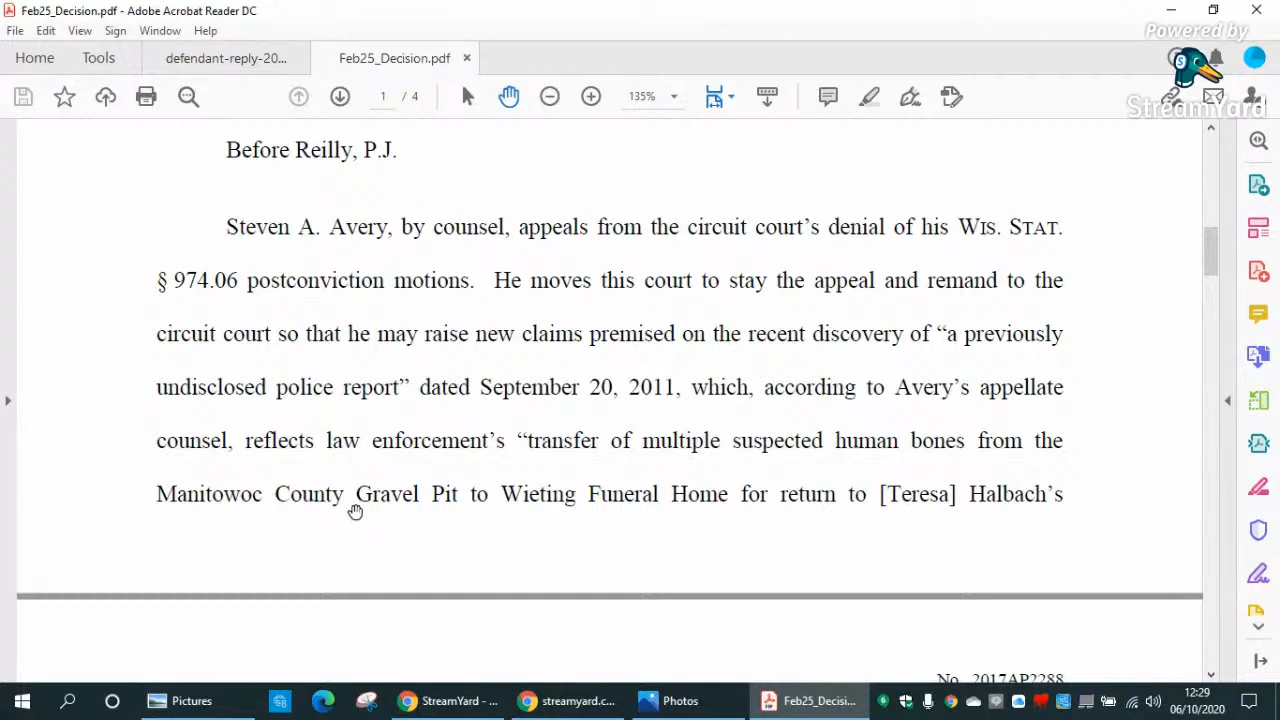 Feb25_Decision.pdf - Adobe Acrobat Reader DC
File Edit View Sign Window Help
Powered by
Home Tools defendant-reply-20... Feb25_Decision.pdf
1 / 4 135%
StreamYard
Before Reilly, P.J.
Steven A. Avery, by counsel, appeals from the circuit court’s denial of his WIS. STAT.
§ 974.06 postconviction motions. He moves this court to stay the appeal and remand to the
circuit court so that he may raise new claims premised on the recent discovery of “a previously
undisclosed police report” dated September 20, 2011, which, according to Avery’s appellate
counsel, reflects law enforcement’s “transfer of multiple suspected human bones from the
Manitowoc County Gravel Pit to Wieting Funeral Home for return to [Teresa] Halbach’s
No. 2017AP2288
Pictures StreamYard - ... streamyard.c... Photos Feb25_Decisi... 12:29
06/10/2020